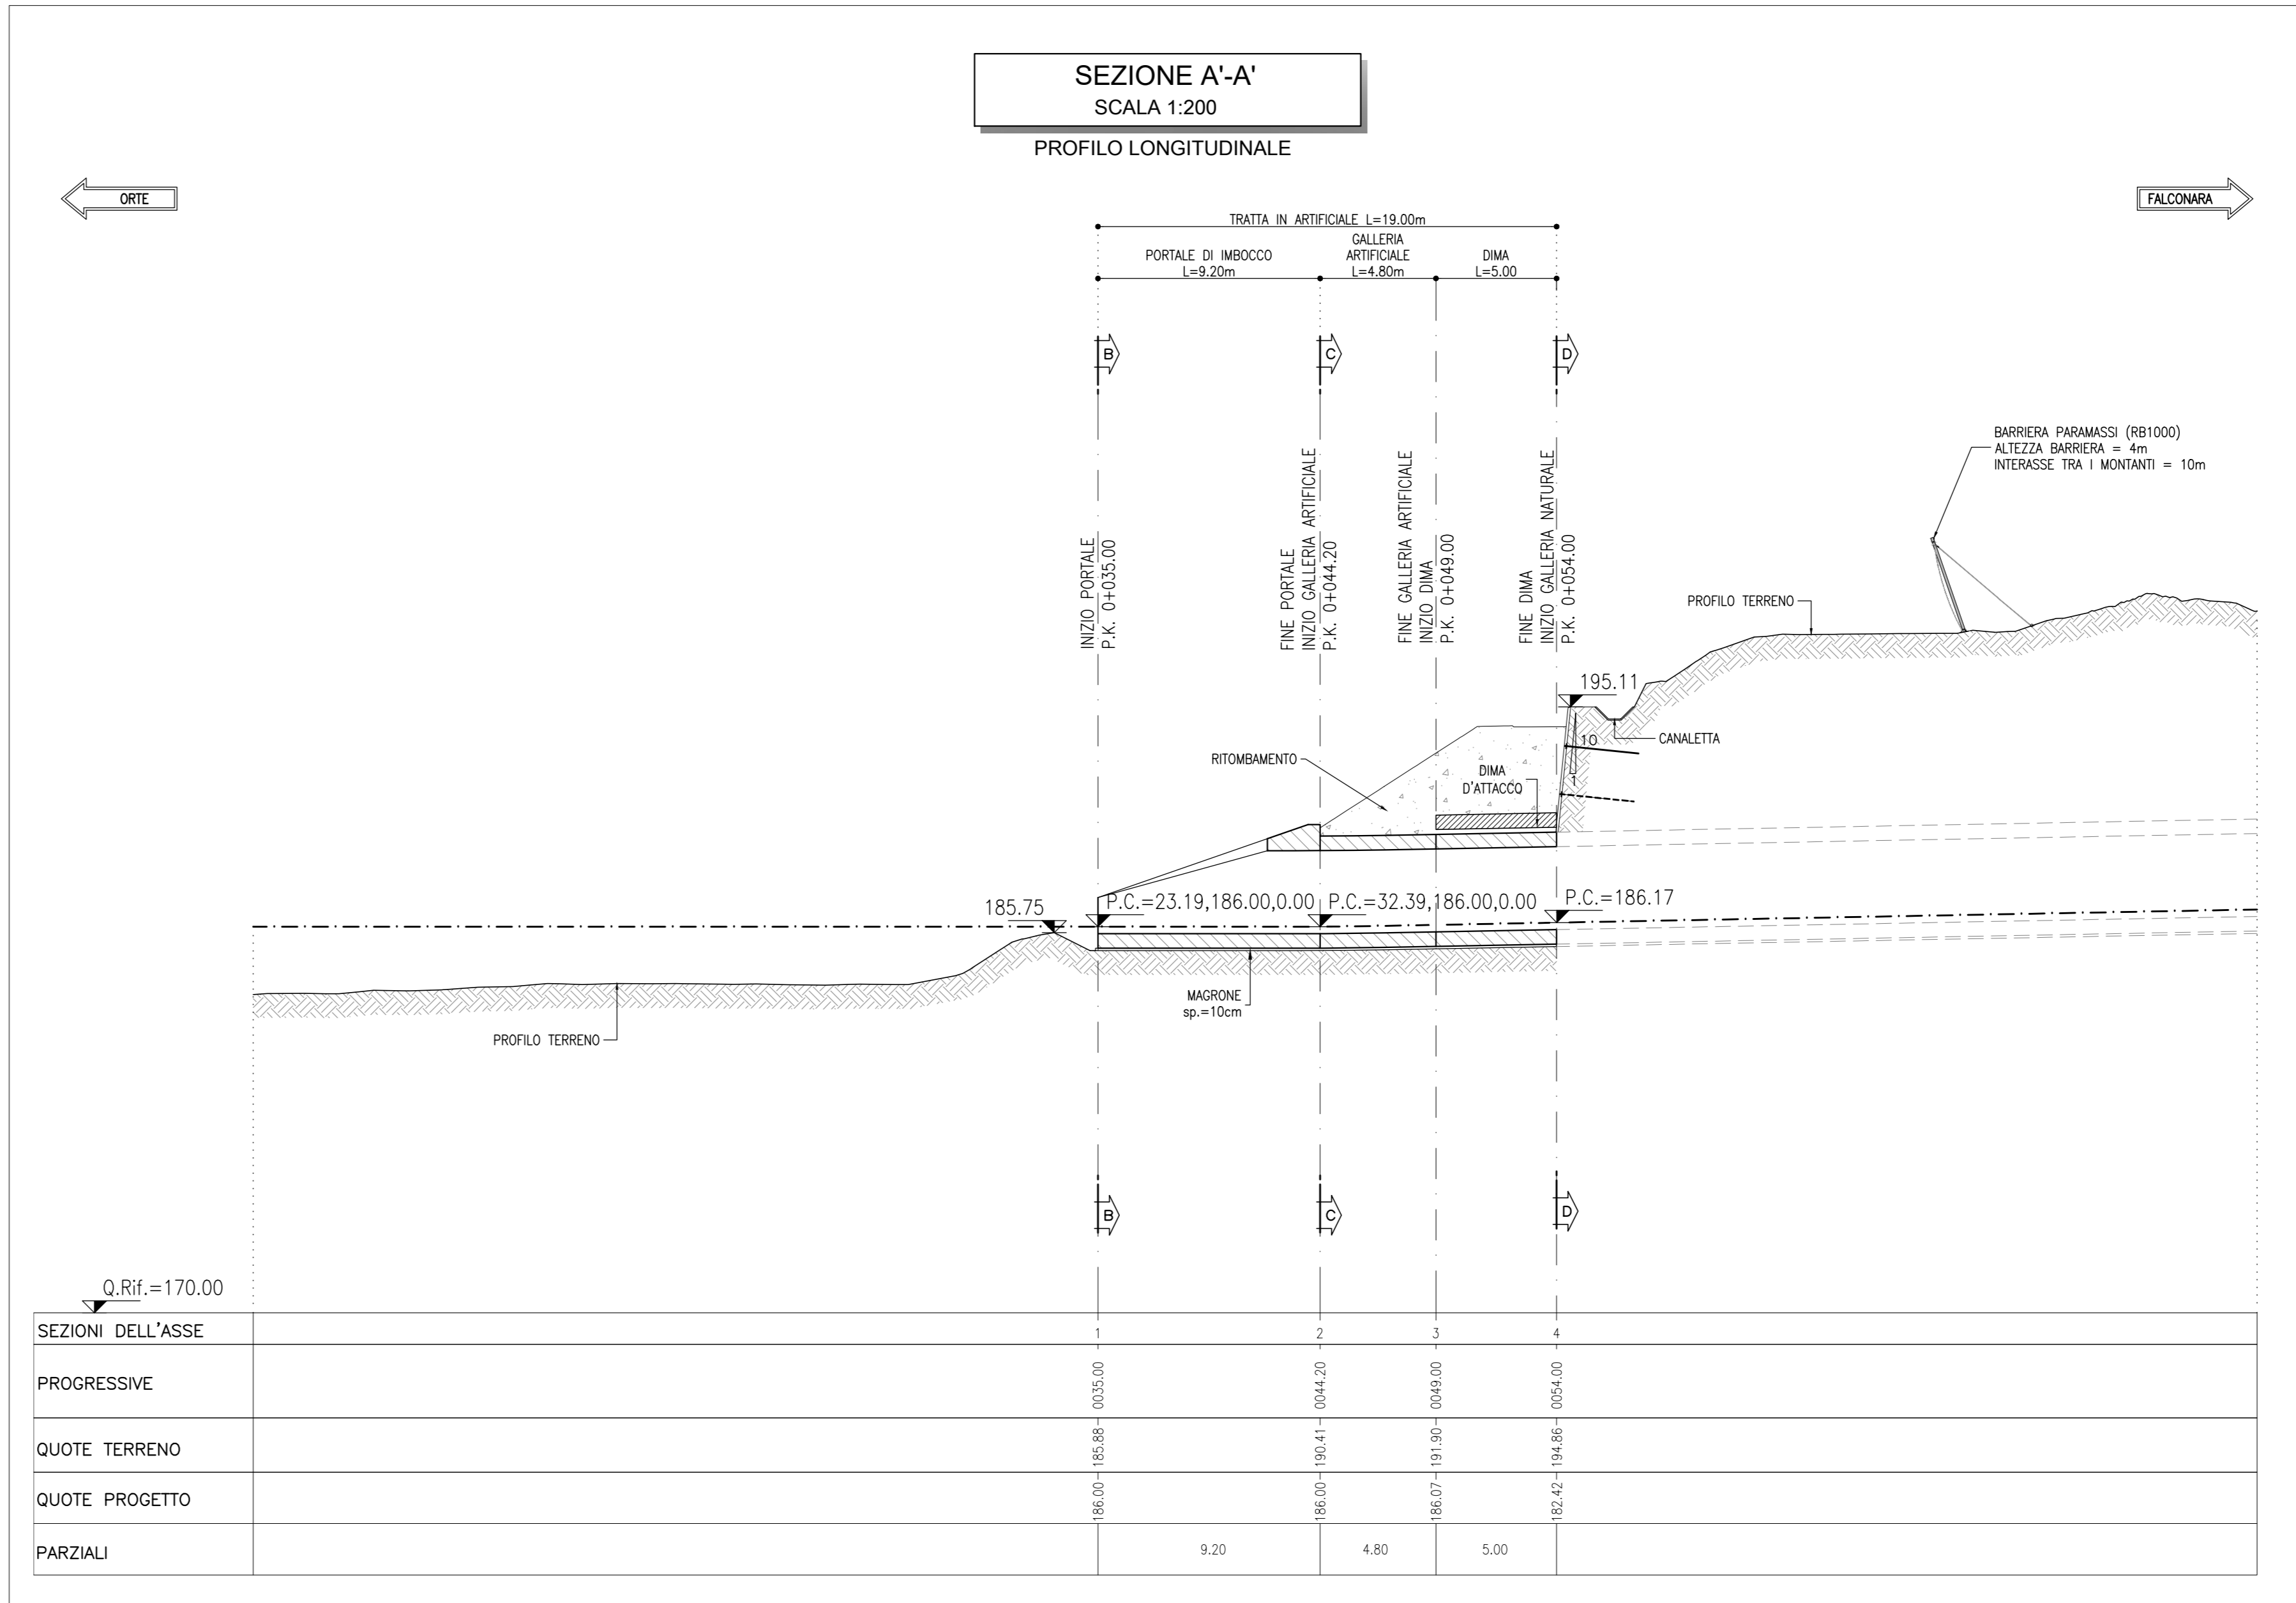 SEZIONE A'-A'
SCALA 1:200
PROFILO LONGITUDINALE
ORTE
FALCONARA
TRATTA IN ARTIFICIALE L=19.00m
PORTALE DI IMBOCCO
L=9.20m
GALLERIA
ARTIFICIALE
L=4.80m
DIMA
L=5.00
B
C
D
BARRIERA PARAMASSI (RB1000)
ALTEZZA BARRIERA = 4m
INTERASSE TRA I MONTANTI = 10m
INIZIO PORTALE
P.K. 0+035.00
FINE PORTALE
INIZIO GALLERIA ARTIFICIALE
P.K. 0+044.20
FINE GALLERIA ARTIFICIALE
INIZIO DIMA
P.K. 0+049.00
FINE DIMA
INIZIO GALLERIA NATURALE
P.K. 0+054.00
PROFILO TERRENO
195.11
CANALETTA
10
1
RITOMBAMENTO
DIMA
D'ATTACCO
185.75
P.C.=23.19,186.00,0.00
P.C.=32.39,186.00,0.00
P.C.=186.17
MAGRONE
sp.=10cm
PROFILO TERRENO
B
C
D
Q.Rif.=170.00
SEZIONI DELL'ASSE 1 2 3 4
PROGRESSIVE 0035.00 0044.20 0049.00 0054.00
QUOTE TERRENO 185.88 190.41 191.90 194.86
QUOTE PROGETTO 186.00 186.00 186.07 182.42
PARZIALI 9.20 4.80 5.00